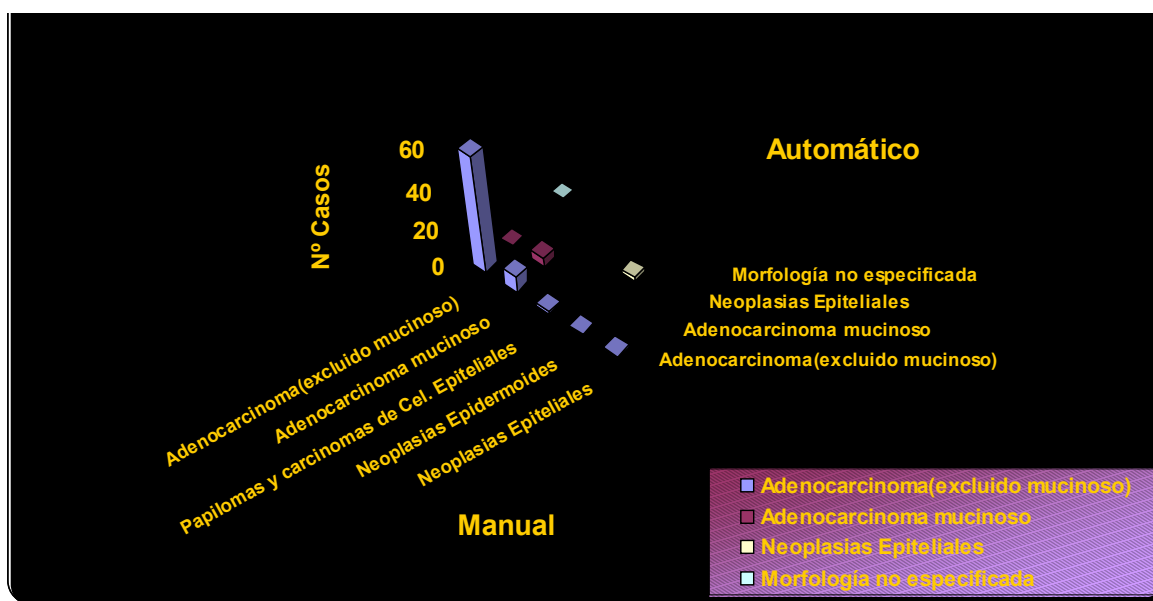 Automático
60
40
20
0
Nº Casos
Morfología no especificada
Neoplasias Epiteliales
Adenocarcinoma mucinoso
Adenocarcinoma(excluido mucinoso)
Adenocarcinoma(excluido mucinoso)
Adenocarcinoma mucinoso
Papilomas y carcinomas de Cel. Epiteliales
Neoplasias Epidermoides
Neoplasias Epiteliales
Manual
Adenocarcinoma(excluido mucinoso)
Adenocarcinoma mucinoso
Neoplasias Epiteliales
Morfología no especificada